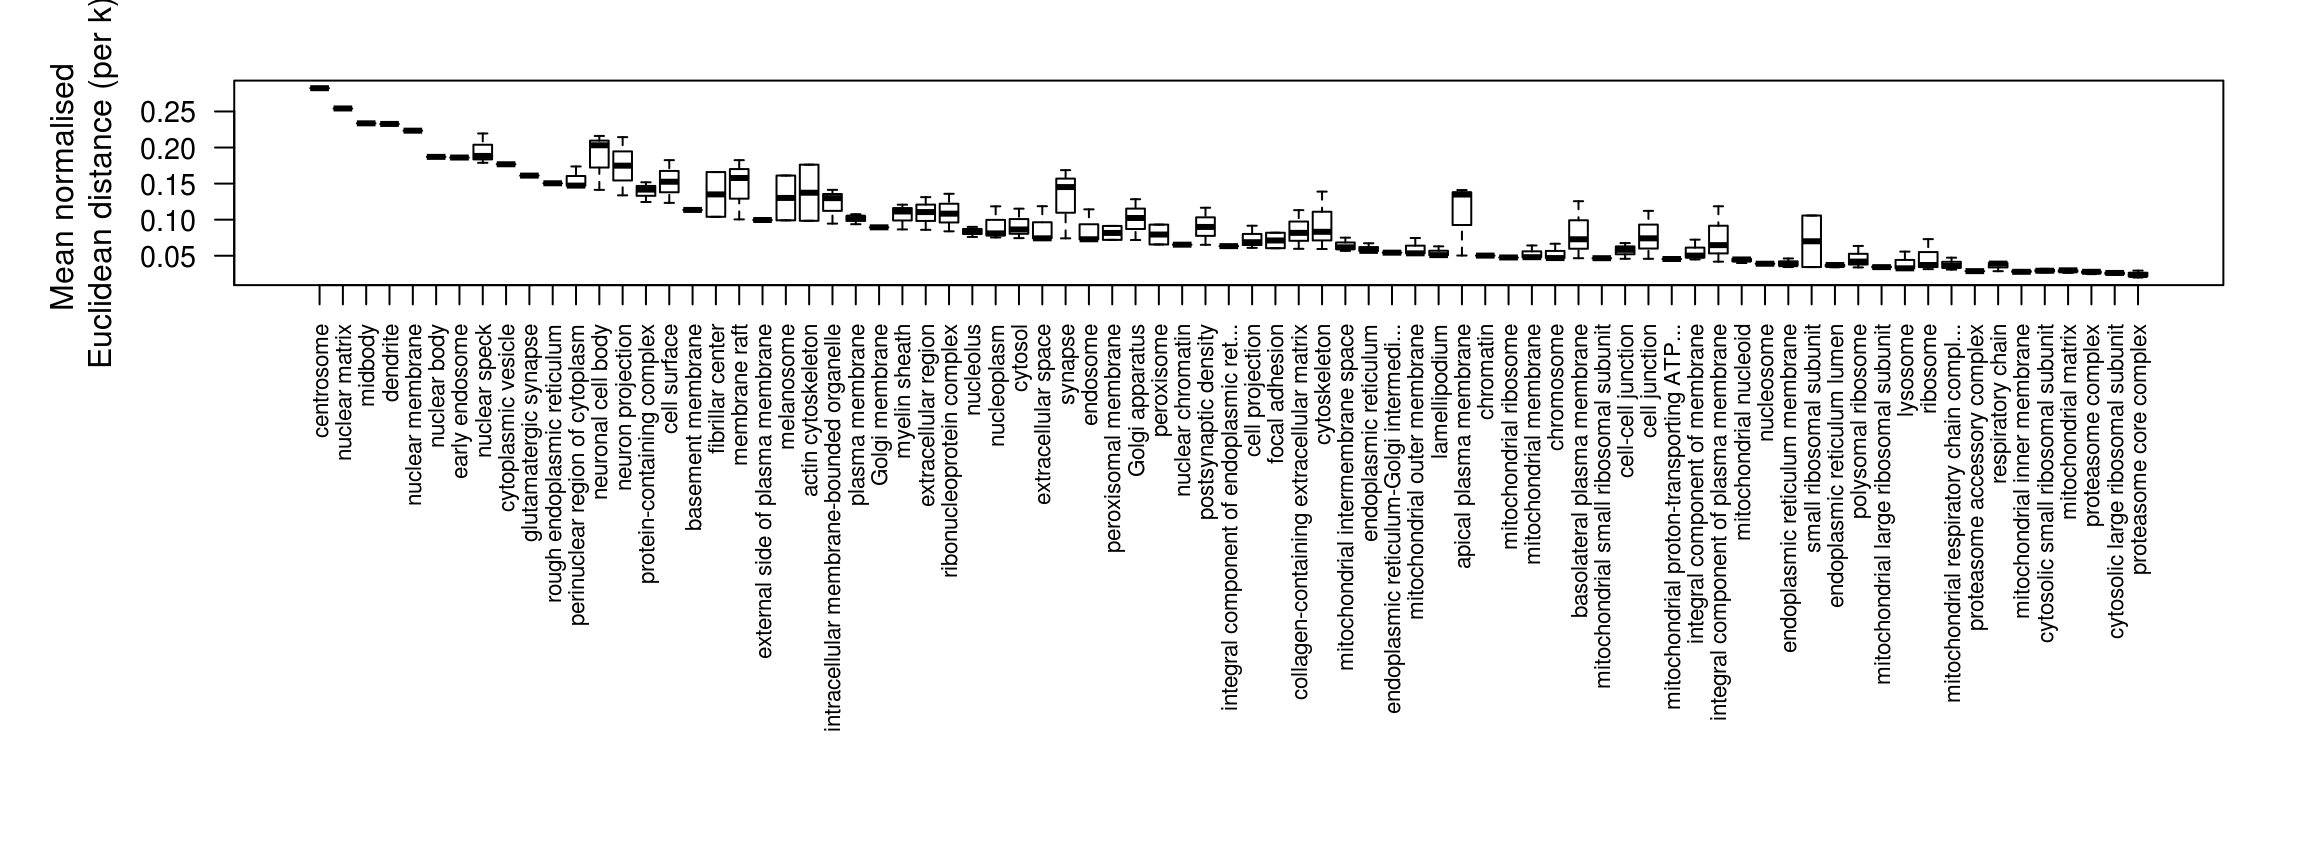 Mean normalised
Euclidean distance (per k)
0.25
0.20
0.15
0.10
0.05
centrosome
nuclear matrix
midbody
dendrite
nuclear membrane
nuclear body
early endosome
nuclear speck
cytoplasmic vesicle
glutamatergic synapse
rough endoplasmic reticulum
perinuclear region of cytoplasm
neuronal cell body
neuron projection
protein-containing complex
cell surface
basement membrane
fibrillar center
membrane raft
external side of plasma membrane
melanosome
actin cytoskeleton
intracellular membrane-bounded organelle
plasma membrane
Golgi membrane
myelin sheath
extracellular region
ribonucleoprotein complex
nucleolus
nucleoplasm
cytosol
extracellular space
synapse
endosome
peroxisomal membrane
Golgi apparatus
peroxisome
nuclear chromatin
postsynaptic density
integral component of endoplasmic ret...
cell projection
focal adhesion
collagen-containing extracellular matrix
cytoskeleton
mitochondrial intermembrane space
endoplasmic reticulum
endoplasmic reticulum-Golgi intermedi...
mitochondrial outer membrane
lamellipodium
apical plasma membrane
chromatin
mitochondrial ribosome
mitochondrial membrane
chromosome
basolateral plasma membrane
mitochondrial small ribosomal subunit
cell-cell junction
cell junction
mitochondrial proton-transporting ATP...
integral component of membrane
integral component of plasma membrane
mitochondrial nucleoid
nucleosome
endoplasmic reticulum membrane
small ribosomal subunit
endoplasmic reticulum lumen
polysomal ribosome
mitochondrial large ribosomal subunit
lysosome
ribosome
mitochondrial respiratory chain compl...
proteasome accessory complex
respiratory chain
mitochondrial inner membrane
cytosolic small ribosomal subunit
mitochondrial matrix
proteasome complex
cytosolic large ribosomal subunit
proteasome core complex